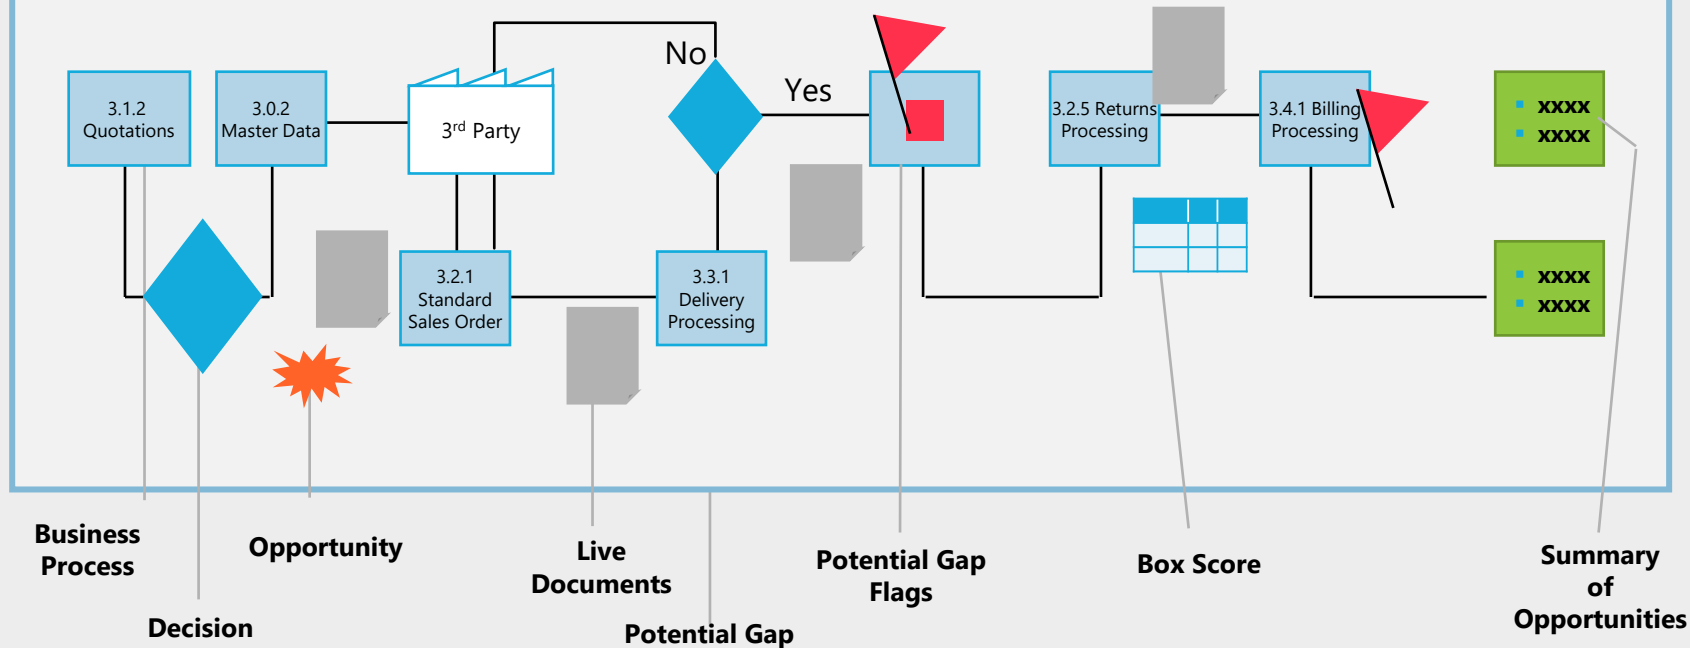 3.1.2
Quotations
3.0.2
Master Data
3rd Party
No
Yes
3.2.5 Returns
Processing
3.4.1 Billing
Processing
xxxx
xxxx
3.2.1
Standard
Sales Order
3.3.1
Delivery
Processing
xxxx
xxxx
Business
Process
Decision
Opportunity
Live
Documents
Potential Gap
Potential Gap
Flags
Box Score
Summary
of
Opportunities